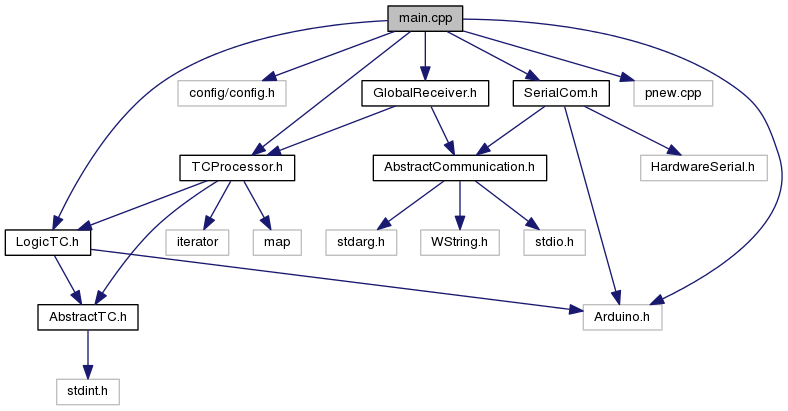 main.cpp
config/config.h
GlobalReceiver.h
SerialCom.h
pnew.cpp
TCProcessor.h
AbstractCommunication.h
HardwareSerial.h
LogicTC.h
iterator
map
stdarg.h
WString.h
stdio.h
AbstractTC.h
Arduino.h
stdint.h